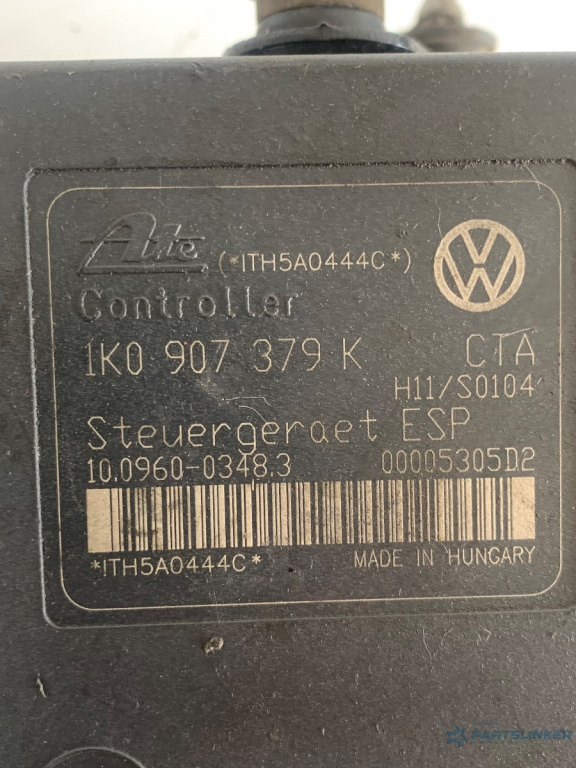 Ate (*ITH5A0444C*)
Controller
1K0 907 379 K CTA
H11/S0104
Steuergeraet ESP
10.0960-0348.3 00005305D2
*ITH5A0444C* MADE IN HUNGARY
PARTSLINKER